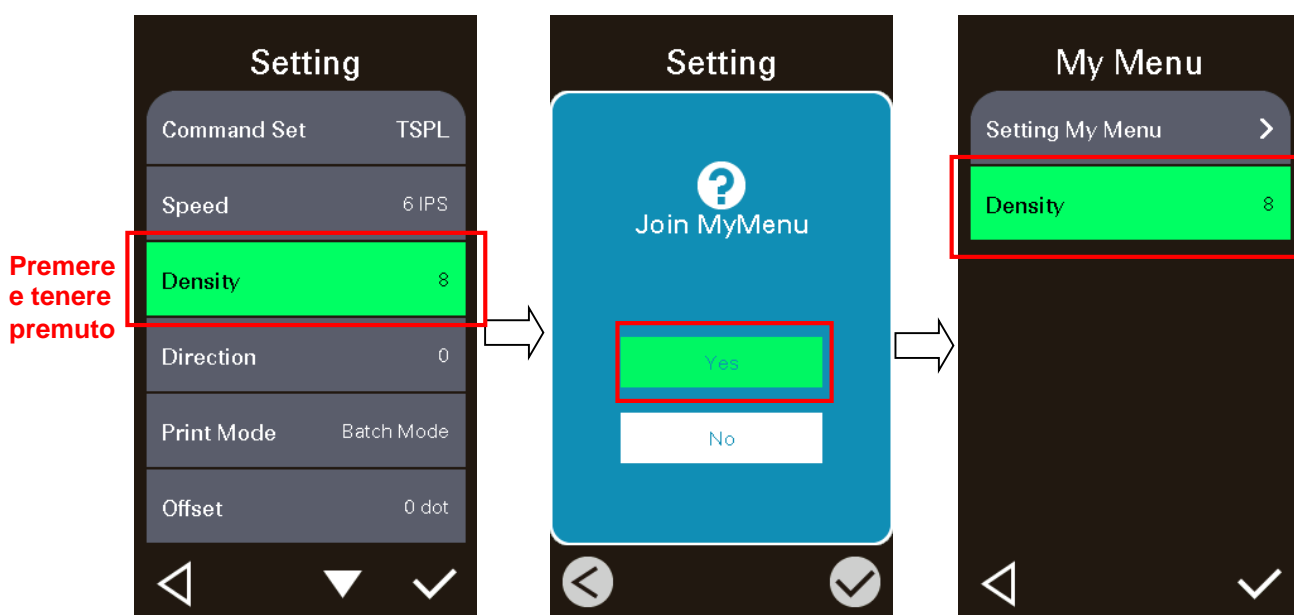 Setting
Command Set TSPL
Speed 6 IPS
Density 8
Direction 0
Print Mode Batch Mode
Offset 0 dot
Premere
e tenere
premuto
Setting
?
Join MyMenu
Yes
No
My Menu
Setting My Menu
Density 8